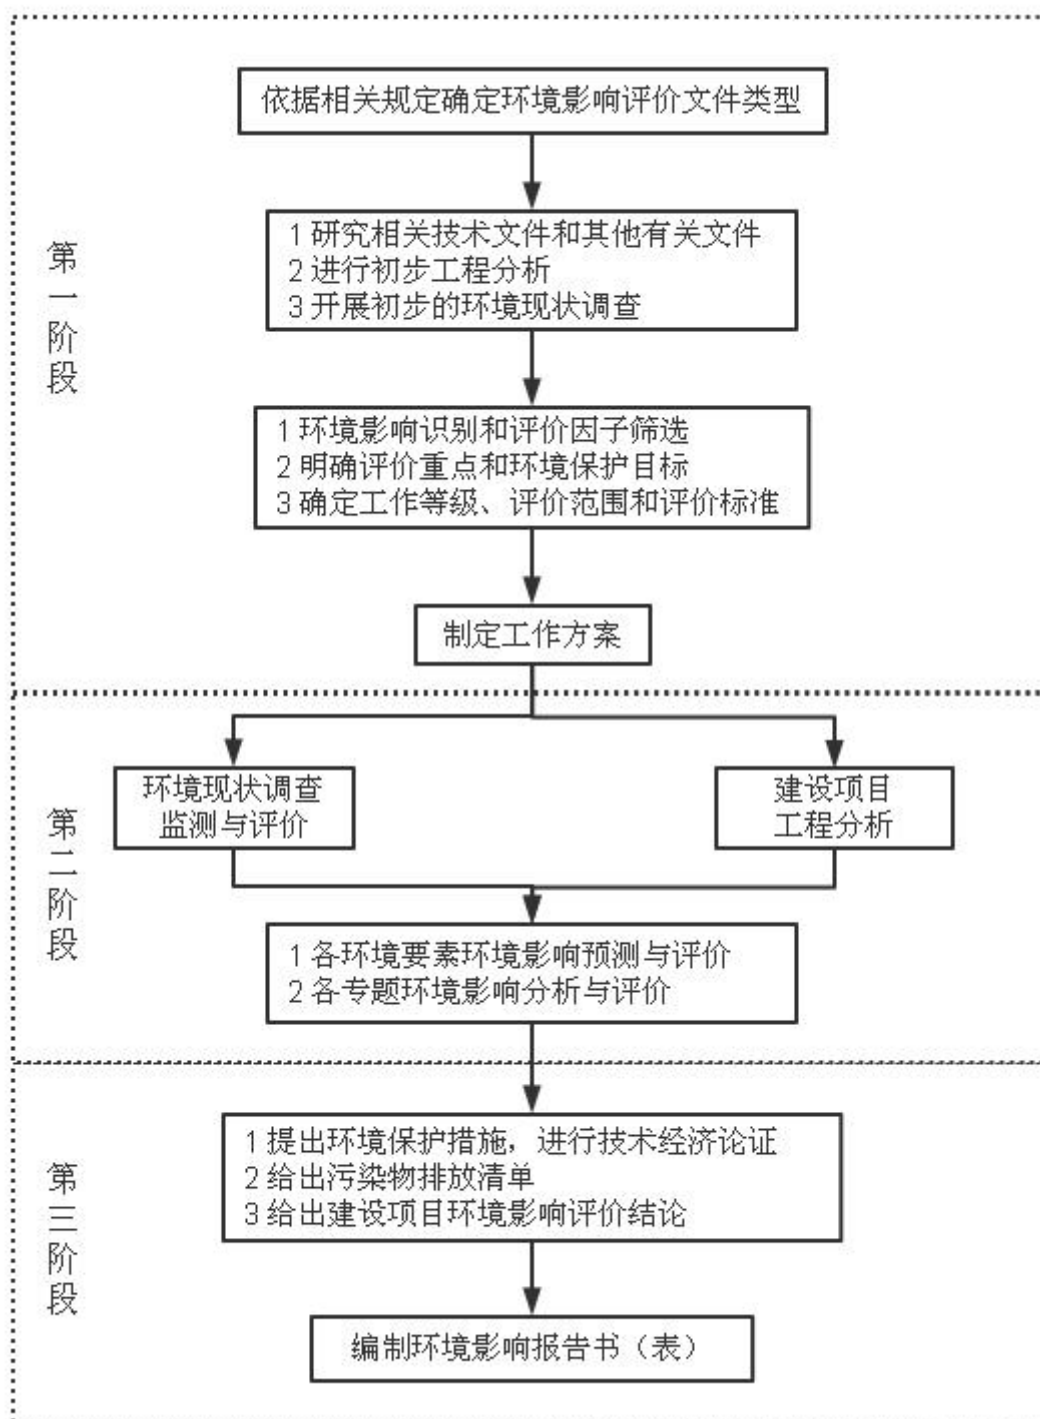 第一阶段
依据相关规定确定环境影响评价文件类型
1 研究相关技术文件和其他有关文件
2 进行初步工程分析
3 开展初步的环境现状调查
1 环境影响识别和评价因子筛选
2 明确评价重点和环境保护目标
3 确定工作等级、评价范围和评价标准
制定工作方案
第二阶段
环境现状调查
监测与评价
建设项目
工程分析
1 各环境要素环境影响预测与评价
2 各专题环境影响分析与评价
第三阶段
1 提出环境保护措施，进行技术经济论证
2 给出污染物排放清单
3 给出建设项目环境影响评价结论
编制环境影响报告书（表）